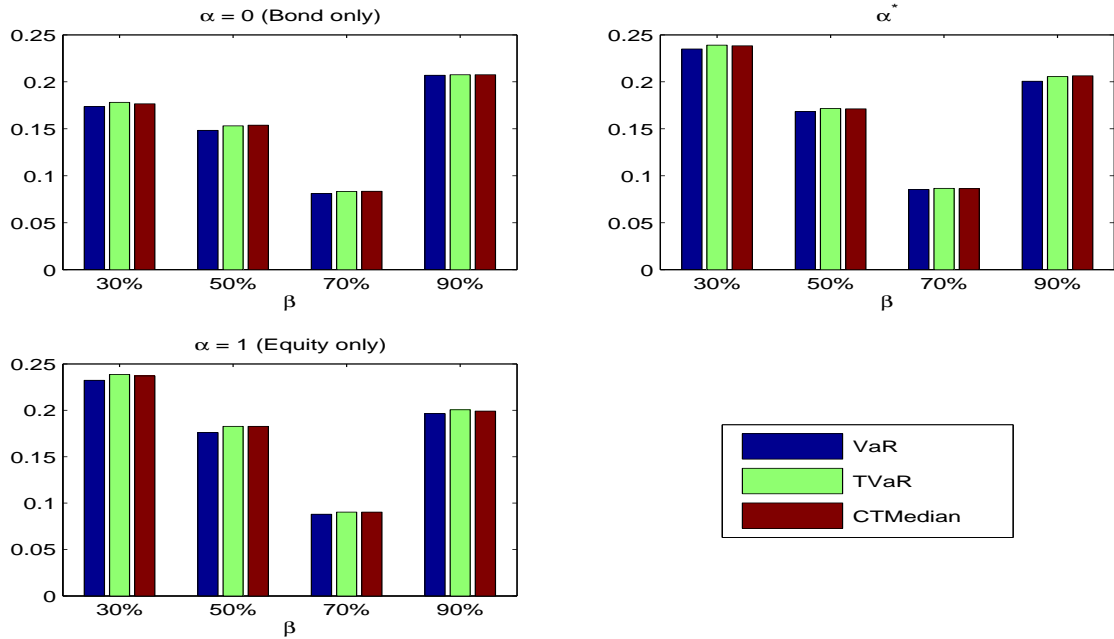 α = 0 (Bond only)
0.25
0.2
0.15
0.1
0.05
0
30% 50% 70% 90%
β
α*
0.25
0.2
0.15
0.1
0.05
0
30% 50% 70% 90%
β
α = 1 (Equity only)
0.25
0.2
0.15
0.1
0.05
0
30% 50% 70% 90%
β
VaR
TVaR
CTMedian